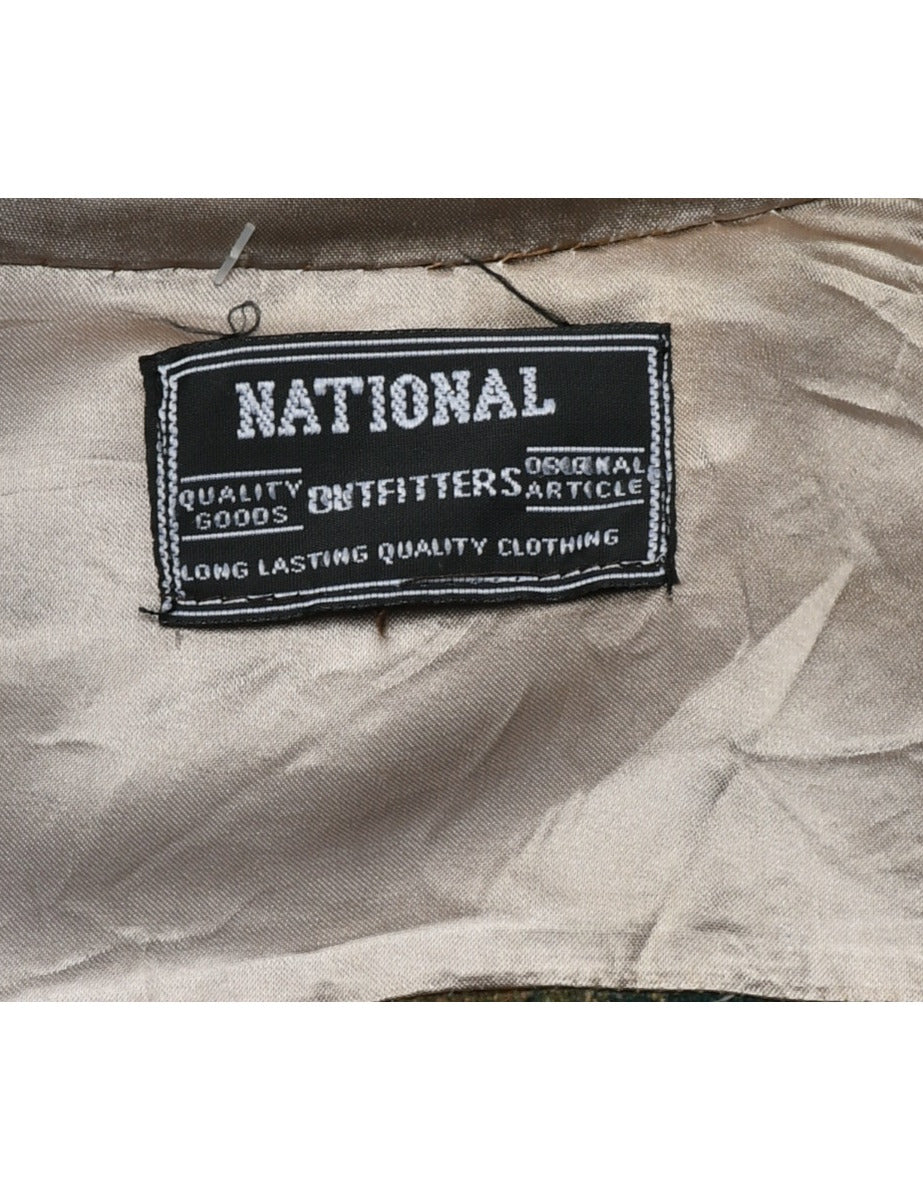 NATIONAL
QUALITY
GOODS
OUTFITTERS
ORIGINAL
ARTICLE
LONG LASTING QUALITY CLOTHING